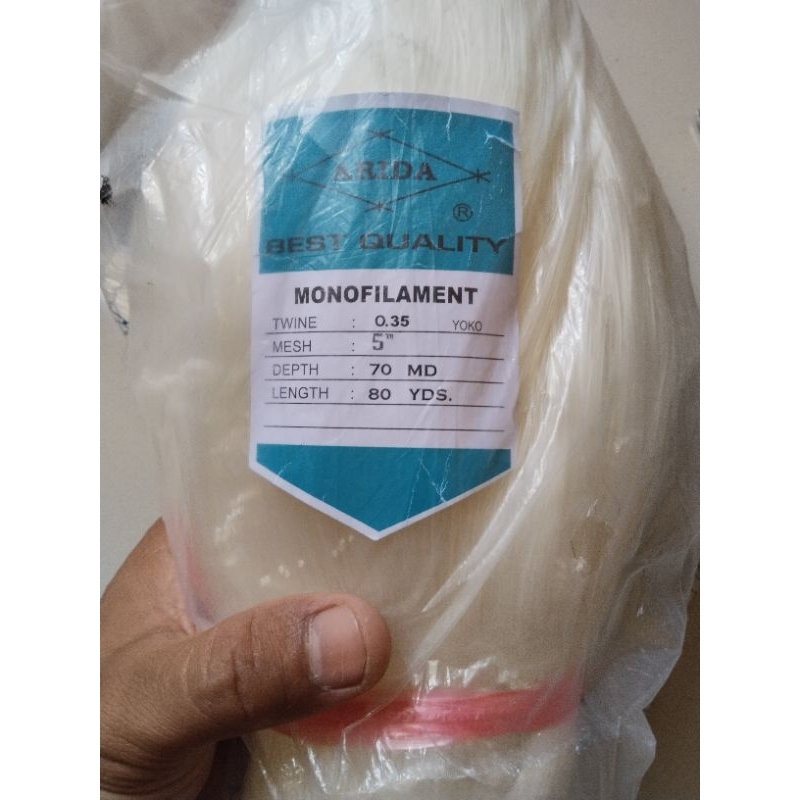 ARIDA
®
BEST QUALITY
MONOFiLAMENT
TWINE : 0.35 YOKO
MESH : 5"
DEPTH : 70 MD
LENGTH : 80 YDS.